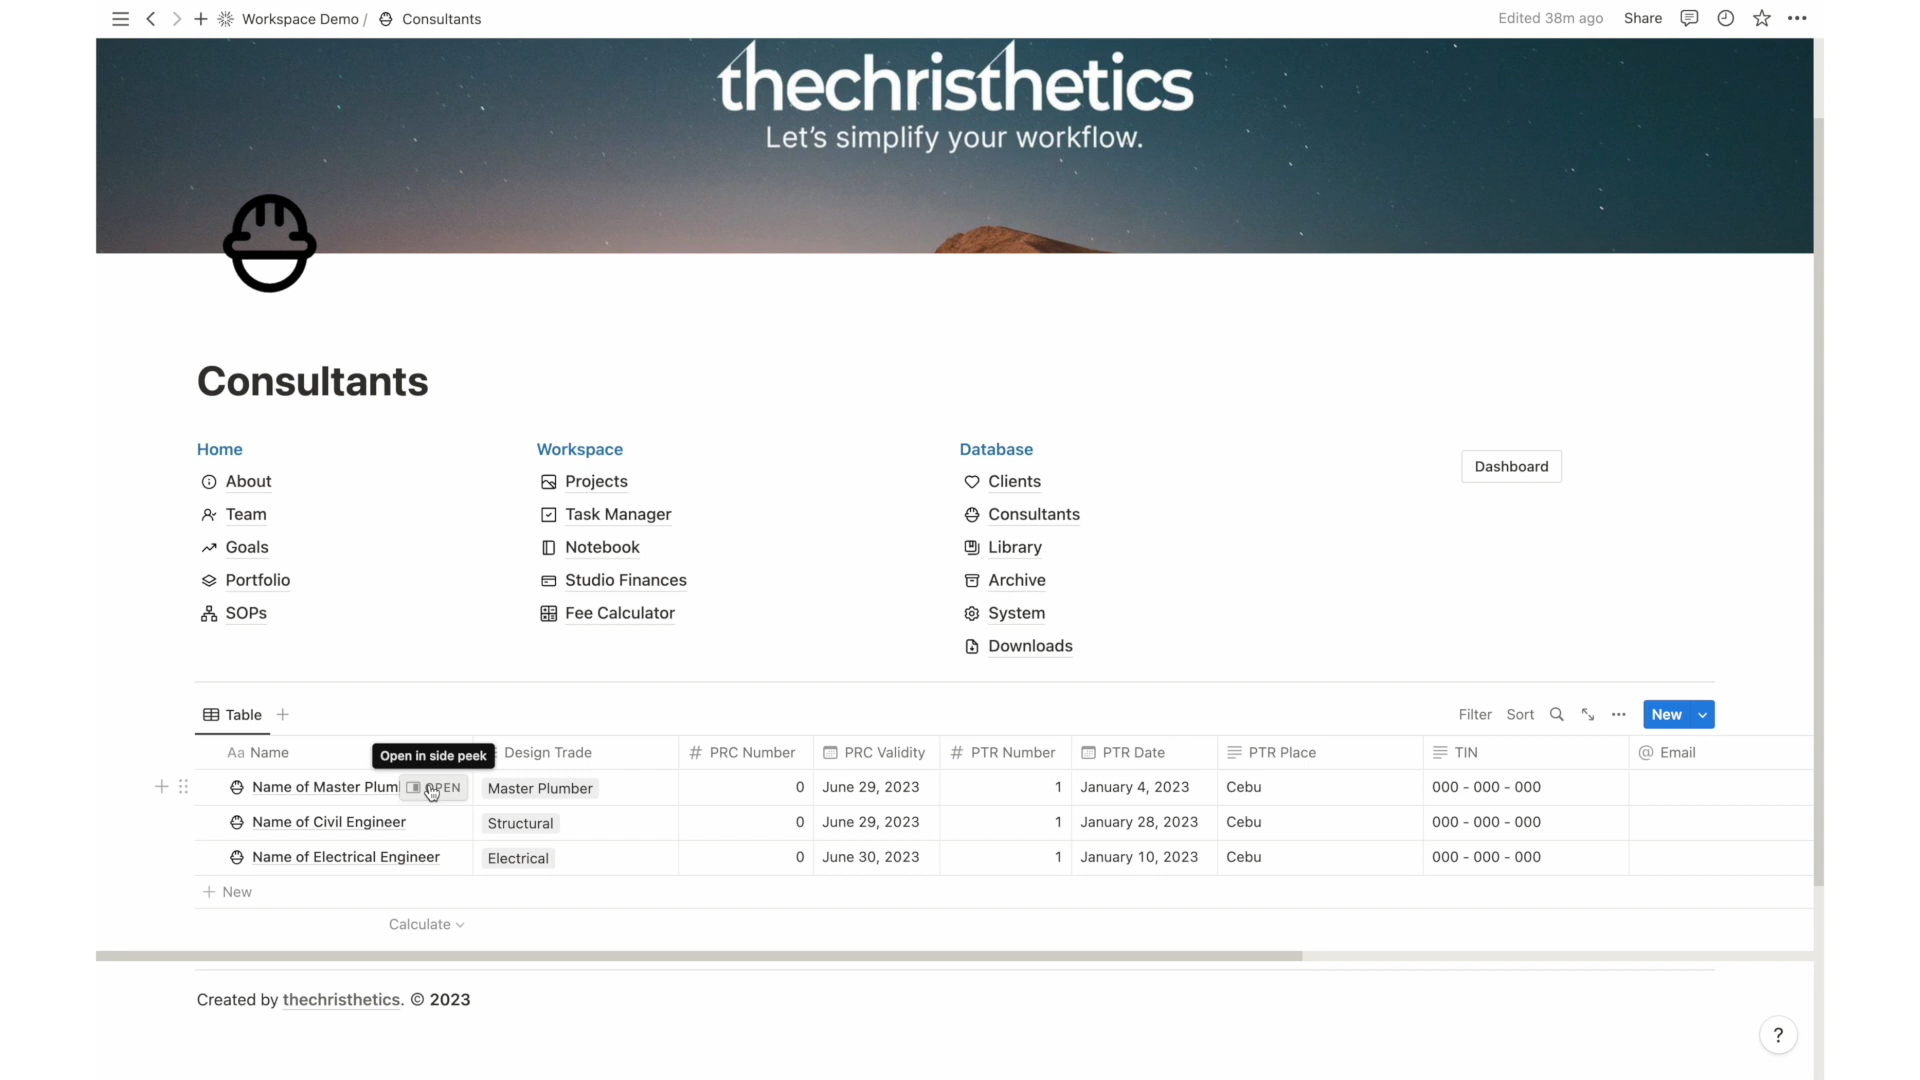 Workspace Demo / Consultants
Edited 38m ago Share
thechristhetics
Let's simplify your workflow.
Consultants
Home Workspace Database
Dashboard
About Projects Clients
Team Task Manager Consultants
Goals Notebook Library
Portfolio Studio Finances Archive
SOPs Fee Calculator System
Downloads
Table Filter Sort New
Aa Name Open in side peek Design Trade # PRC Number PRC Validity # PTR Number PTR Date PTR Place TIN @ Email
Name of Master Plum Master Plumber 0 June 29, 2023 1 January 4, 2023 Cebu 000 - 000 - 000
Name of Civil Engineer Structural 0 June 29, 2023 1 January 28, 2023 Cebu 000 - 000 - 000
Name of Electrical Engineer Electrical 0 June 30, 2023 1 January 10, 2023 Cebu 000 - 000 - 000
+ New
Calculate
Created by thechristhetics. © 2023
?